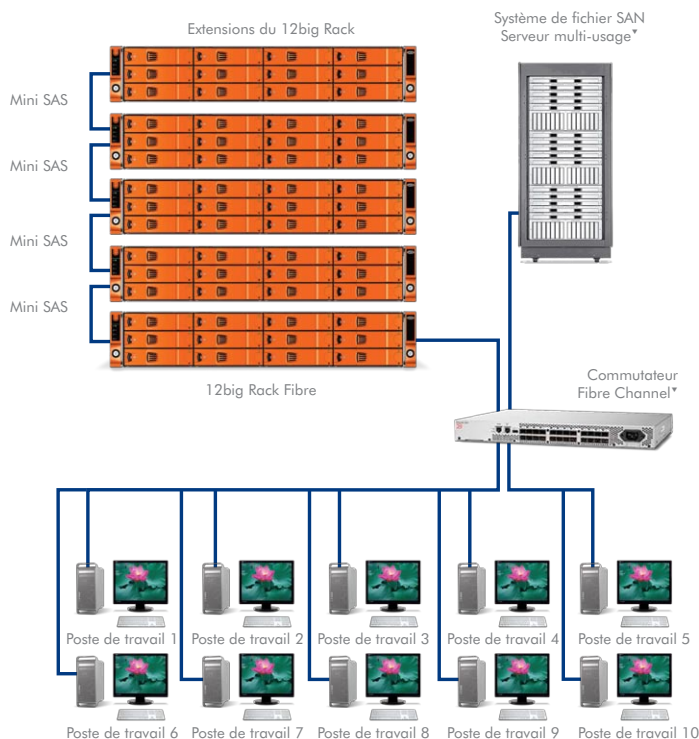 Extensions du 12big Rack
Système de fichier SAN
Serveur multi-usage▼
Mini SAS
Mini SAS
Mini SAS
Mini SAS
12big Rack Fibre
Commutateur
Fibre Channel▼
Poste de travail 1
Poste de travail 2
Poste de travail 3
Poste de travail 4
Poste de travail 5
Poste de travail 6
Poste de travail 7
Poste de travail 8
Poste de travail 9
Poste de travail 10